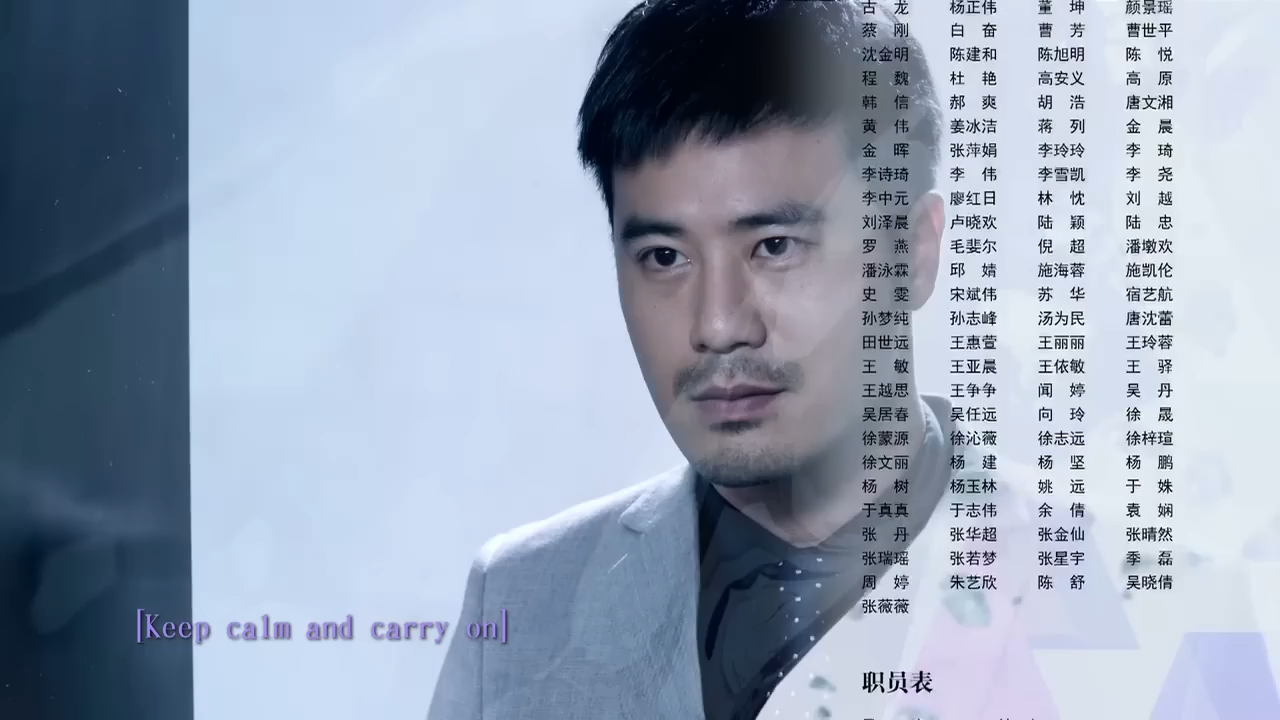 古 龙 杨正伟 董 坤 颜景瑶
蔡 刚 白 奋 曹 芳 曹世平
沈金明 陈建和 陈旭明 陈 悦
程 魏 杜 艳 高安义 高 原
韩 信 郝 爽 胡 浩 唐文湘
黄 伟 姜冰洁 蒋 列 金 晨
金 晖 张萍娟 李玲玲 李 琦
李诗琦 李 伟 李雪凯 李 尧
李中元 廖红日 林 忱 刘 越
刘泽晨 卢晓欢 陆 颖 陆 忠
罗 燕 毛斐尔 倪 超 潘墩欢
潘泳霖 邱 婧 施海蓉 施凯伦
史 雯 宋斌伟 苏 华 宿艺航
孙梦纯 孙志峰 汤为民 唐沈蕾
田世远 王惠萱 王丽丽 王玲蓉
王 敏 王亚晨 王依敏 王 驿
王越思 王争争 闻 婷 吴 丹
吴居春 吴任远 向 玲 徐 晟
徐蒙源 徐沁薇 徐志远 徐梓瑄
徐文丽 杨 建 杨 坚 杨 鹏
杨 树 杨玉林 姚 远 于 姝
于真真 于志伟 余 倩 袁 娴
张 丹 张华超 张金仙 张晴然
张瑞瑶 张若梦 张星宇 季 磊
周 婷 朱艺欣 陈 舒 吴晓倩
张薇薇
[Keep calm and carry on]
职员表